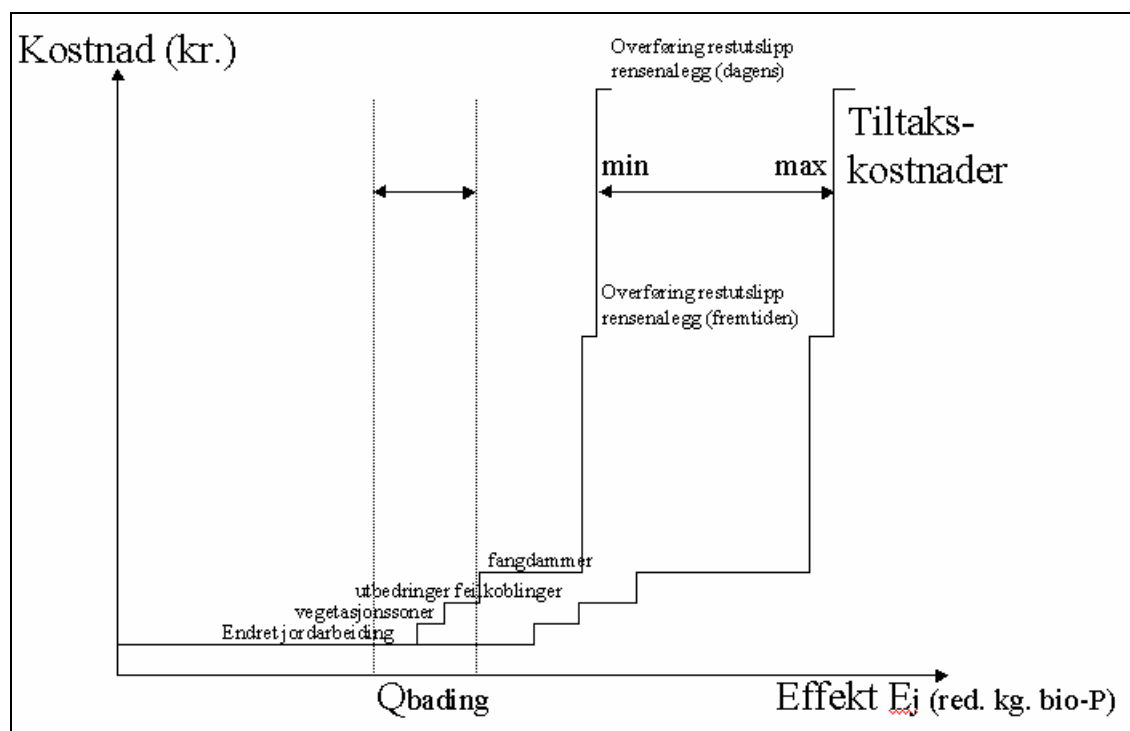 Kostnad (kr.)
Overføring restutslipp
rensenalegg (dagens)
Tiltaks-
kostnader
min
max
Overføring restutslipp
rensenalegg (fremtiden)
fangdammer
utbedringer feilkoblinger
vegetasjonssoner
Endret jordarbeiding
Qbading
Effekt Ej (red. kg. bio-P)